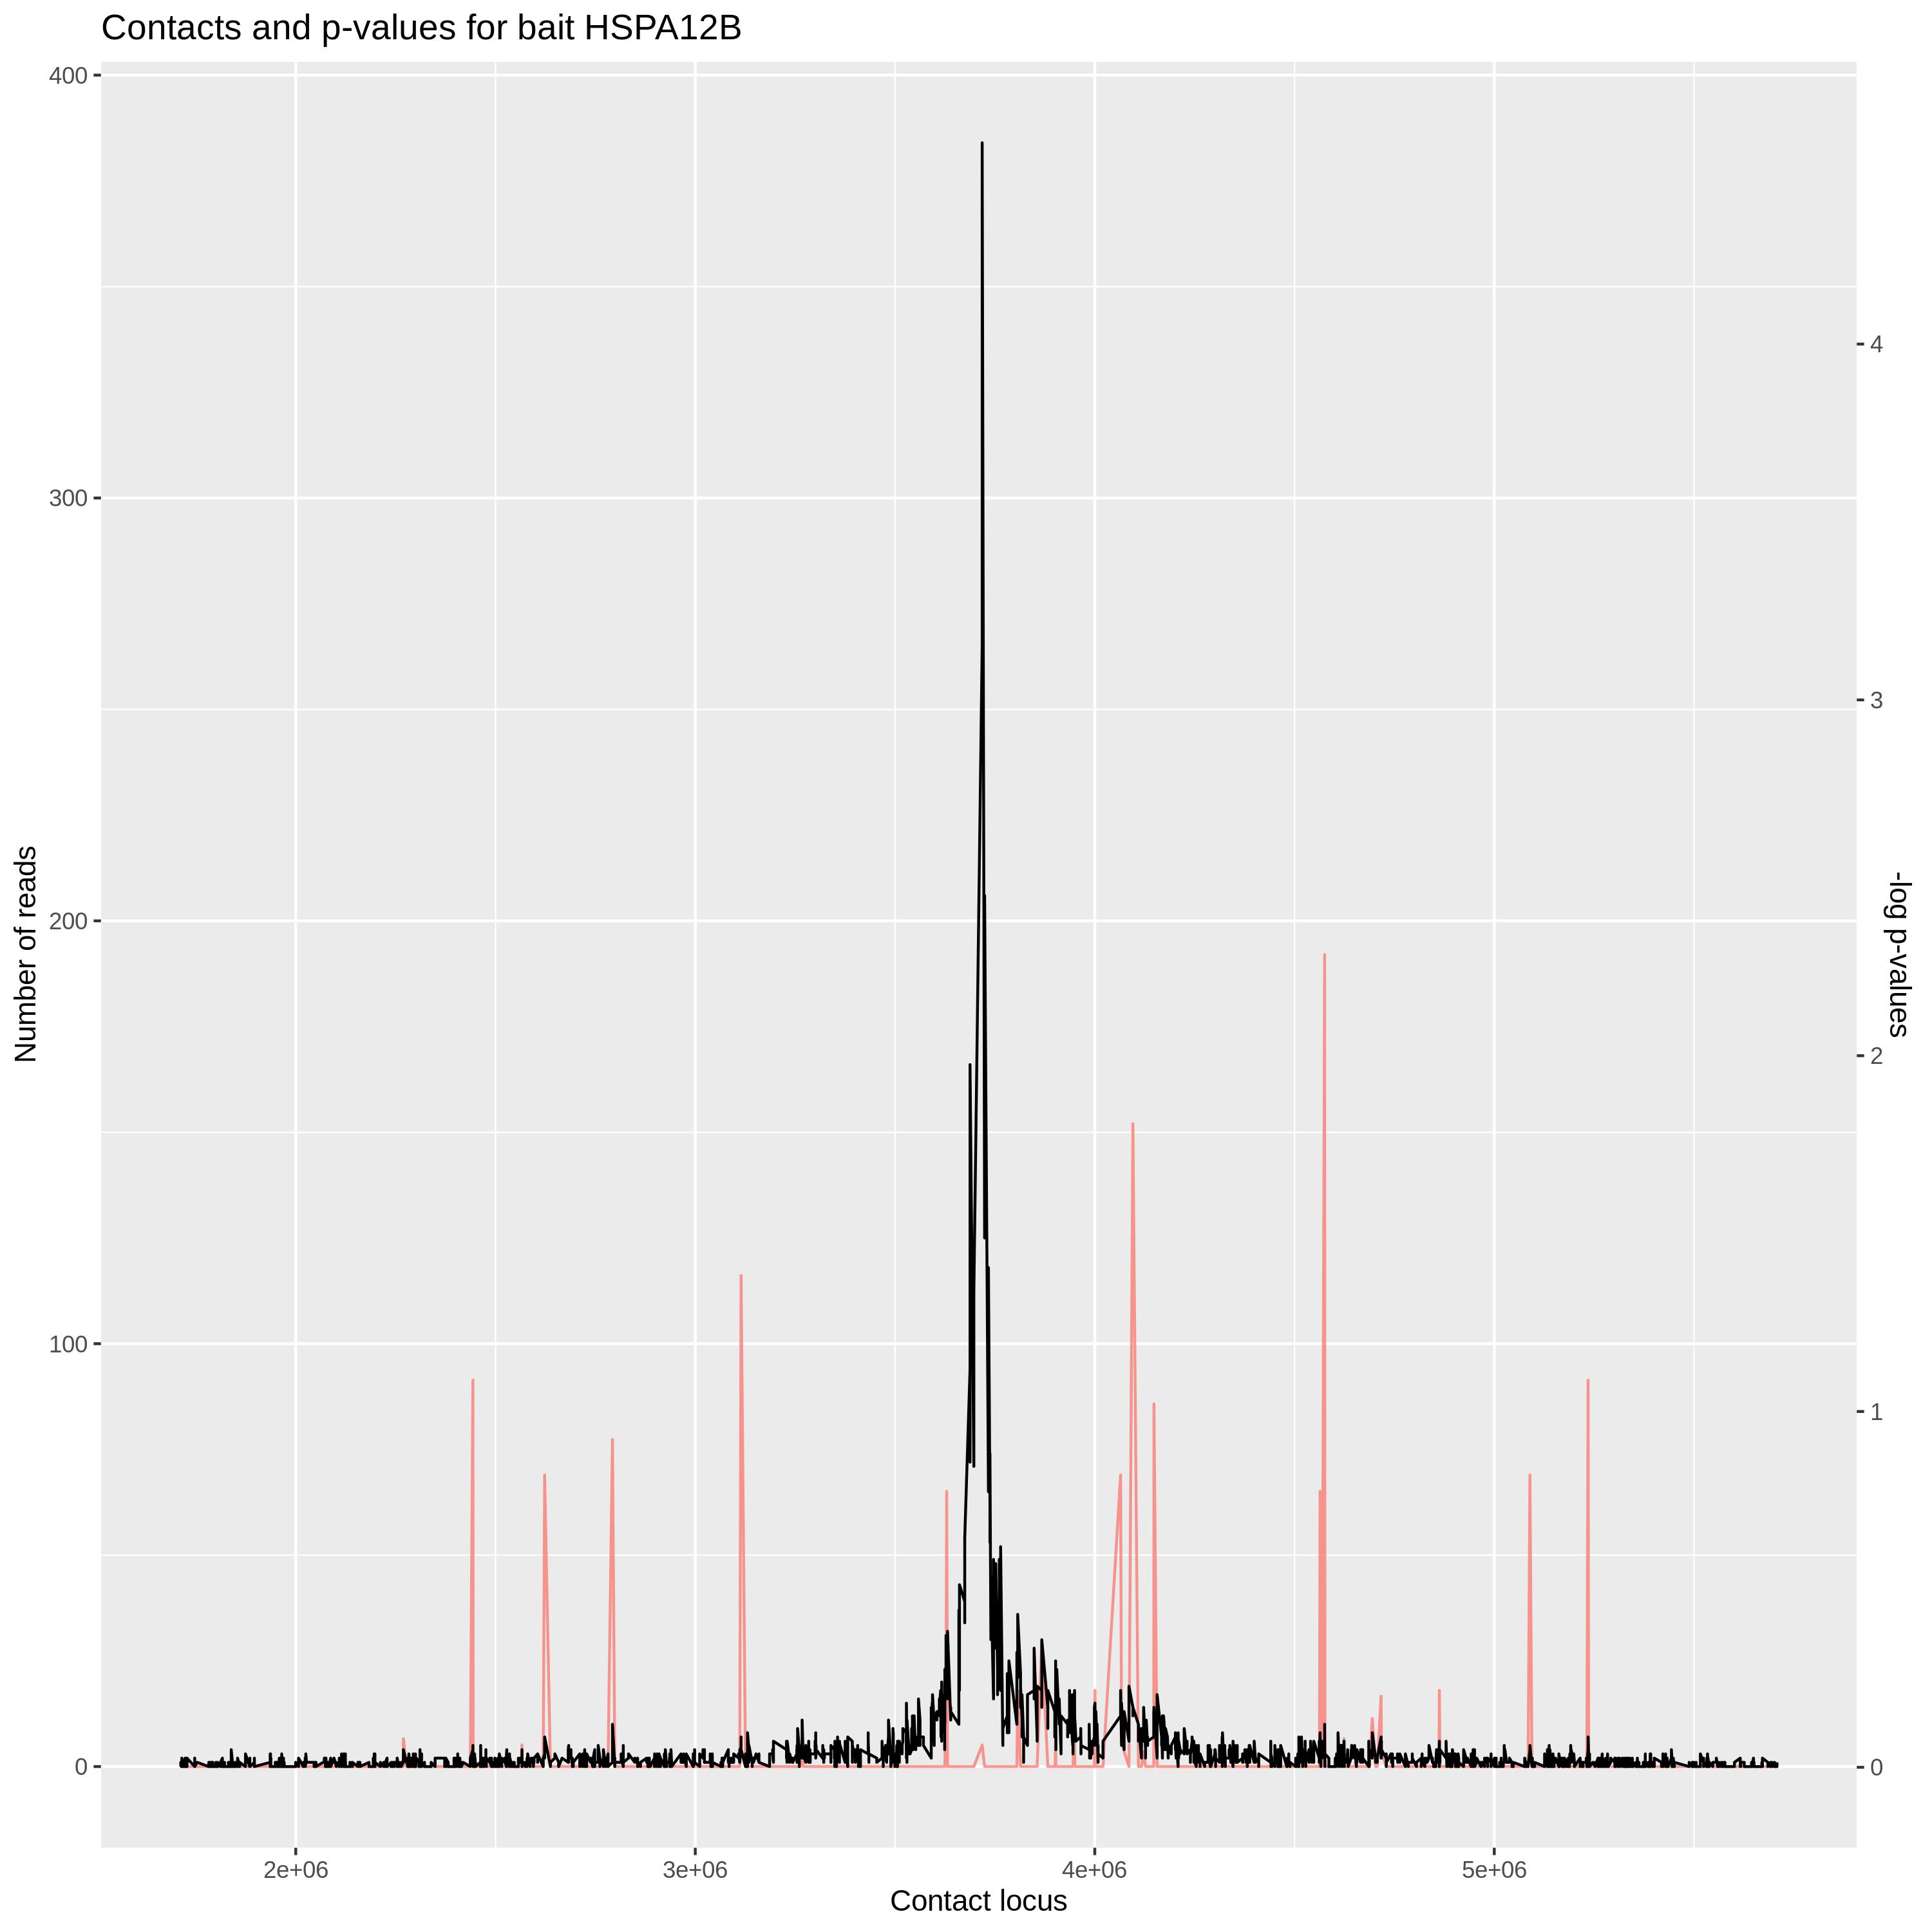 Contacts and p-values for bait HSPA12B
400
300
200
100
0
Number of reads
4
3
2
1
0
-log p-values
2e+06 3e+06 4e+06 5e+06
Contact locus